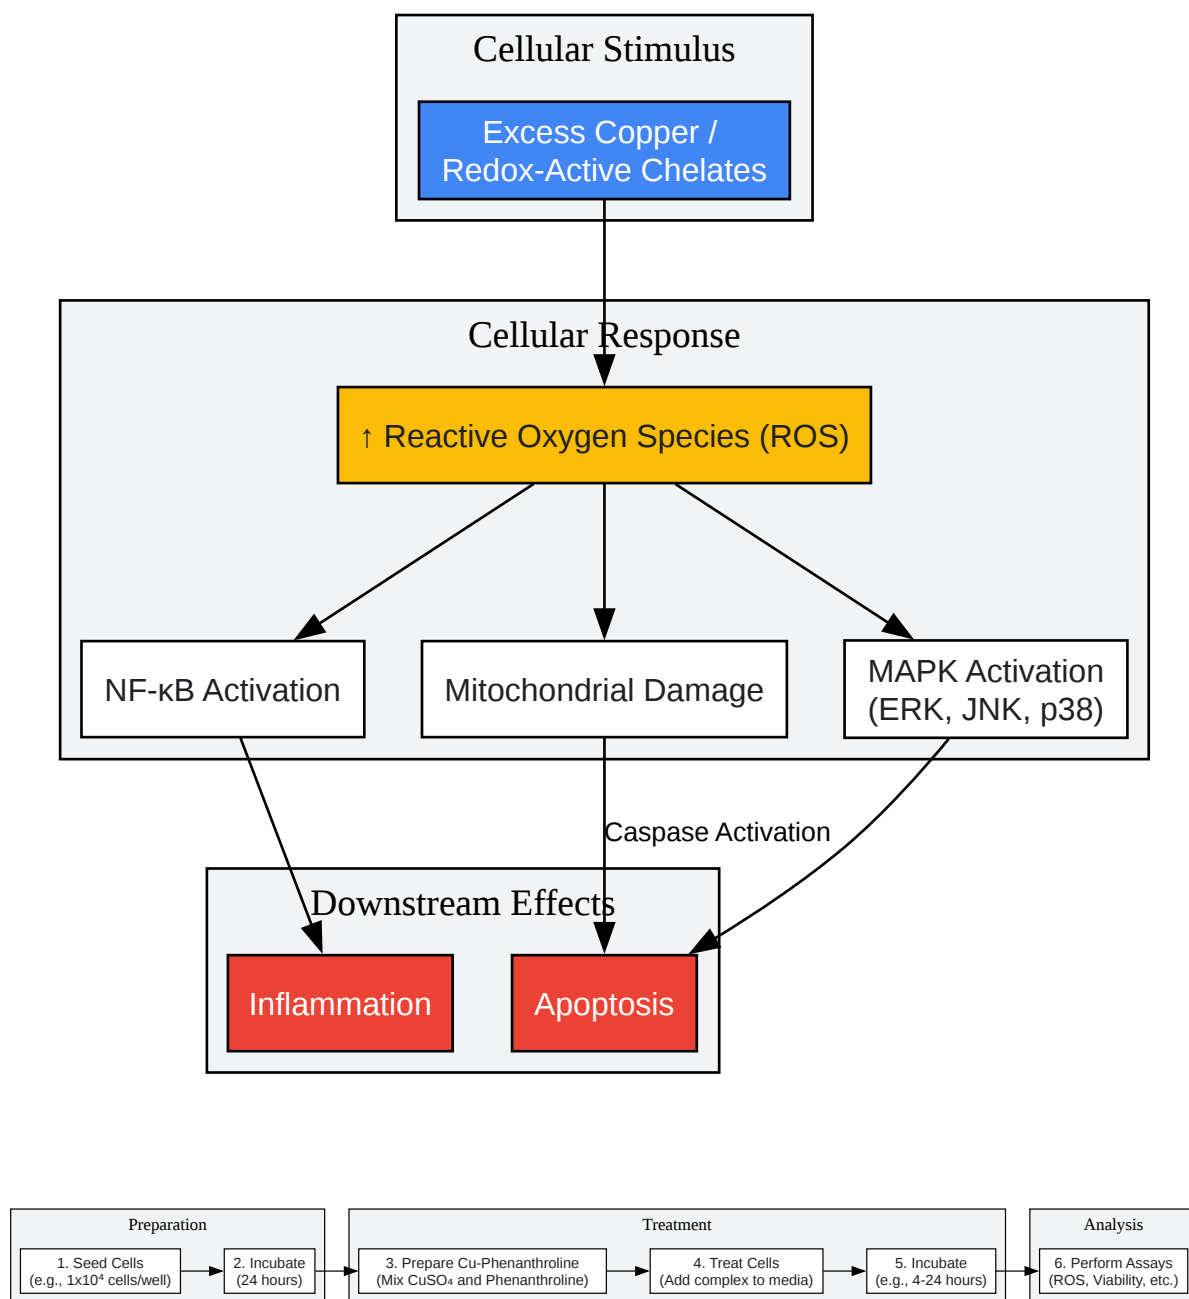 Cellular Stimulus
Excess Copper /
Redox-Active Chelates
Cellular Response
↑ Reactive Oxygen Species (ROS)
NF-κB Activation
Mitochondrial Damage
MAPK Activation
(ERK, JNK, p38)
Caspase Activation
Downstream Effects
Inflammation
Apoptosis
Preparation
1. Seed Cells
(e.g., 1x10⁴ cells/well)
2. Incubate
(24 hours)
Treatment
3. Prepare Cu-Phenanthroline
(Mix CuSO₄ and Phenanthroline)
4. Treat Cells
(Add complex to media)
5. Incubate
(e.g., 4-24 hours)
Analysis
6. Perform Assays
(ROS, Viability, etc.)